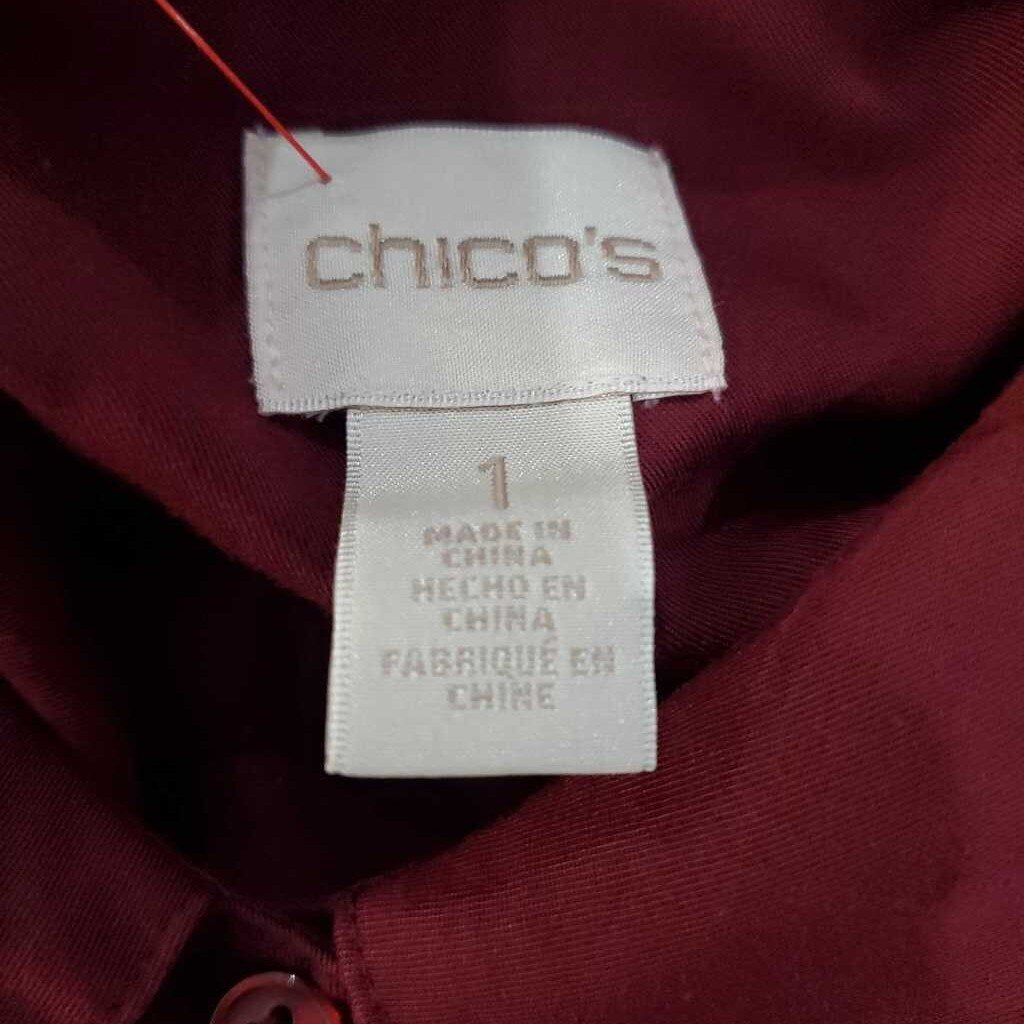 chico's
1
MADE IN
CHINA
HECHO EN
CHINA
FABRIQUÉ EN
CHINE